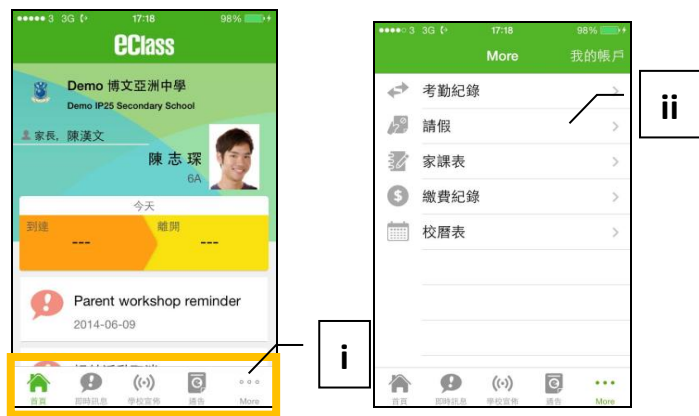 3 3G 17:18 98%
eClass
Demo 博文亞洲中學
Demo IP25 Secondary School
家長, 陳漢文
陳志琛
6A
今天
到達 離開
--- ---
Parent workshop reminder
2014-06-09
首頁 即時訊息 學校宣佈 通告 More
i
3 3G 17:18 98%
More 我的帳戶
考勤紀錄
請假
家課表
繳費紀錄
校曆表
首頁 即時訊息 學校宣佈 通告 More
ii